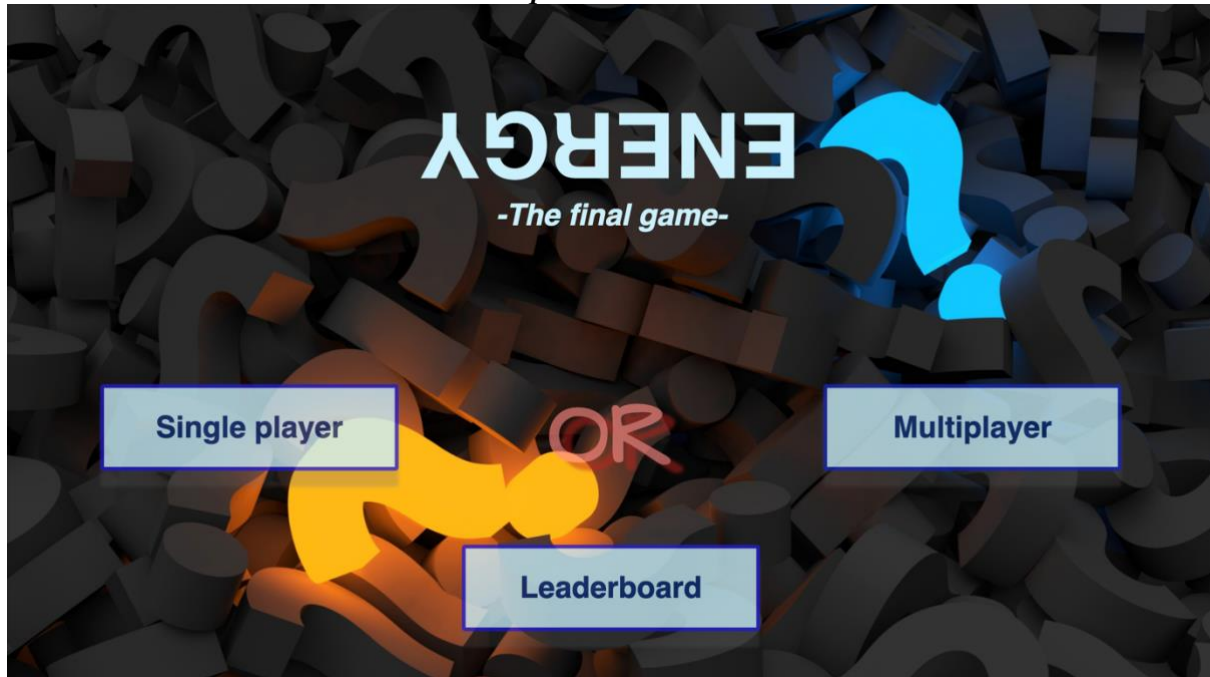 ENERGY
-The final game-
Single player
OR
Multiplayer
Leaderboard